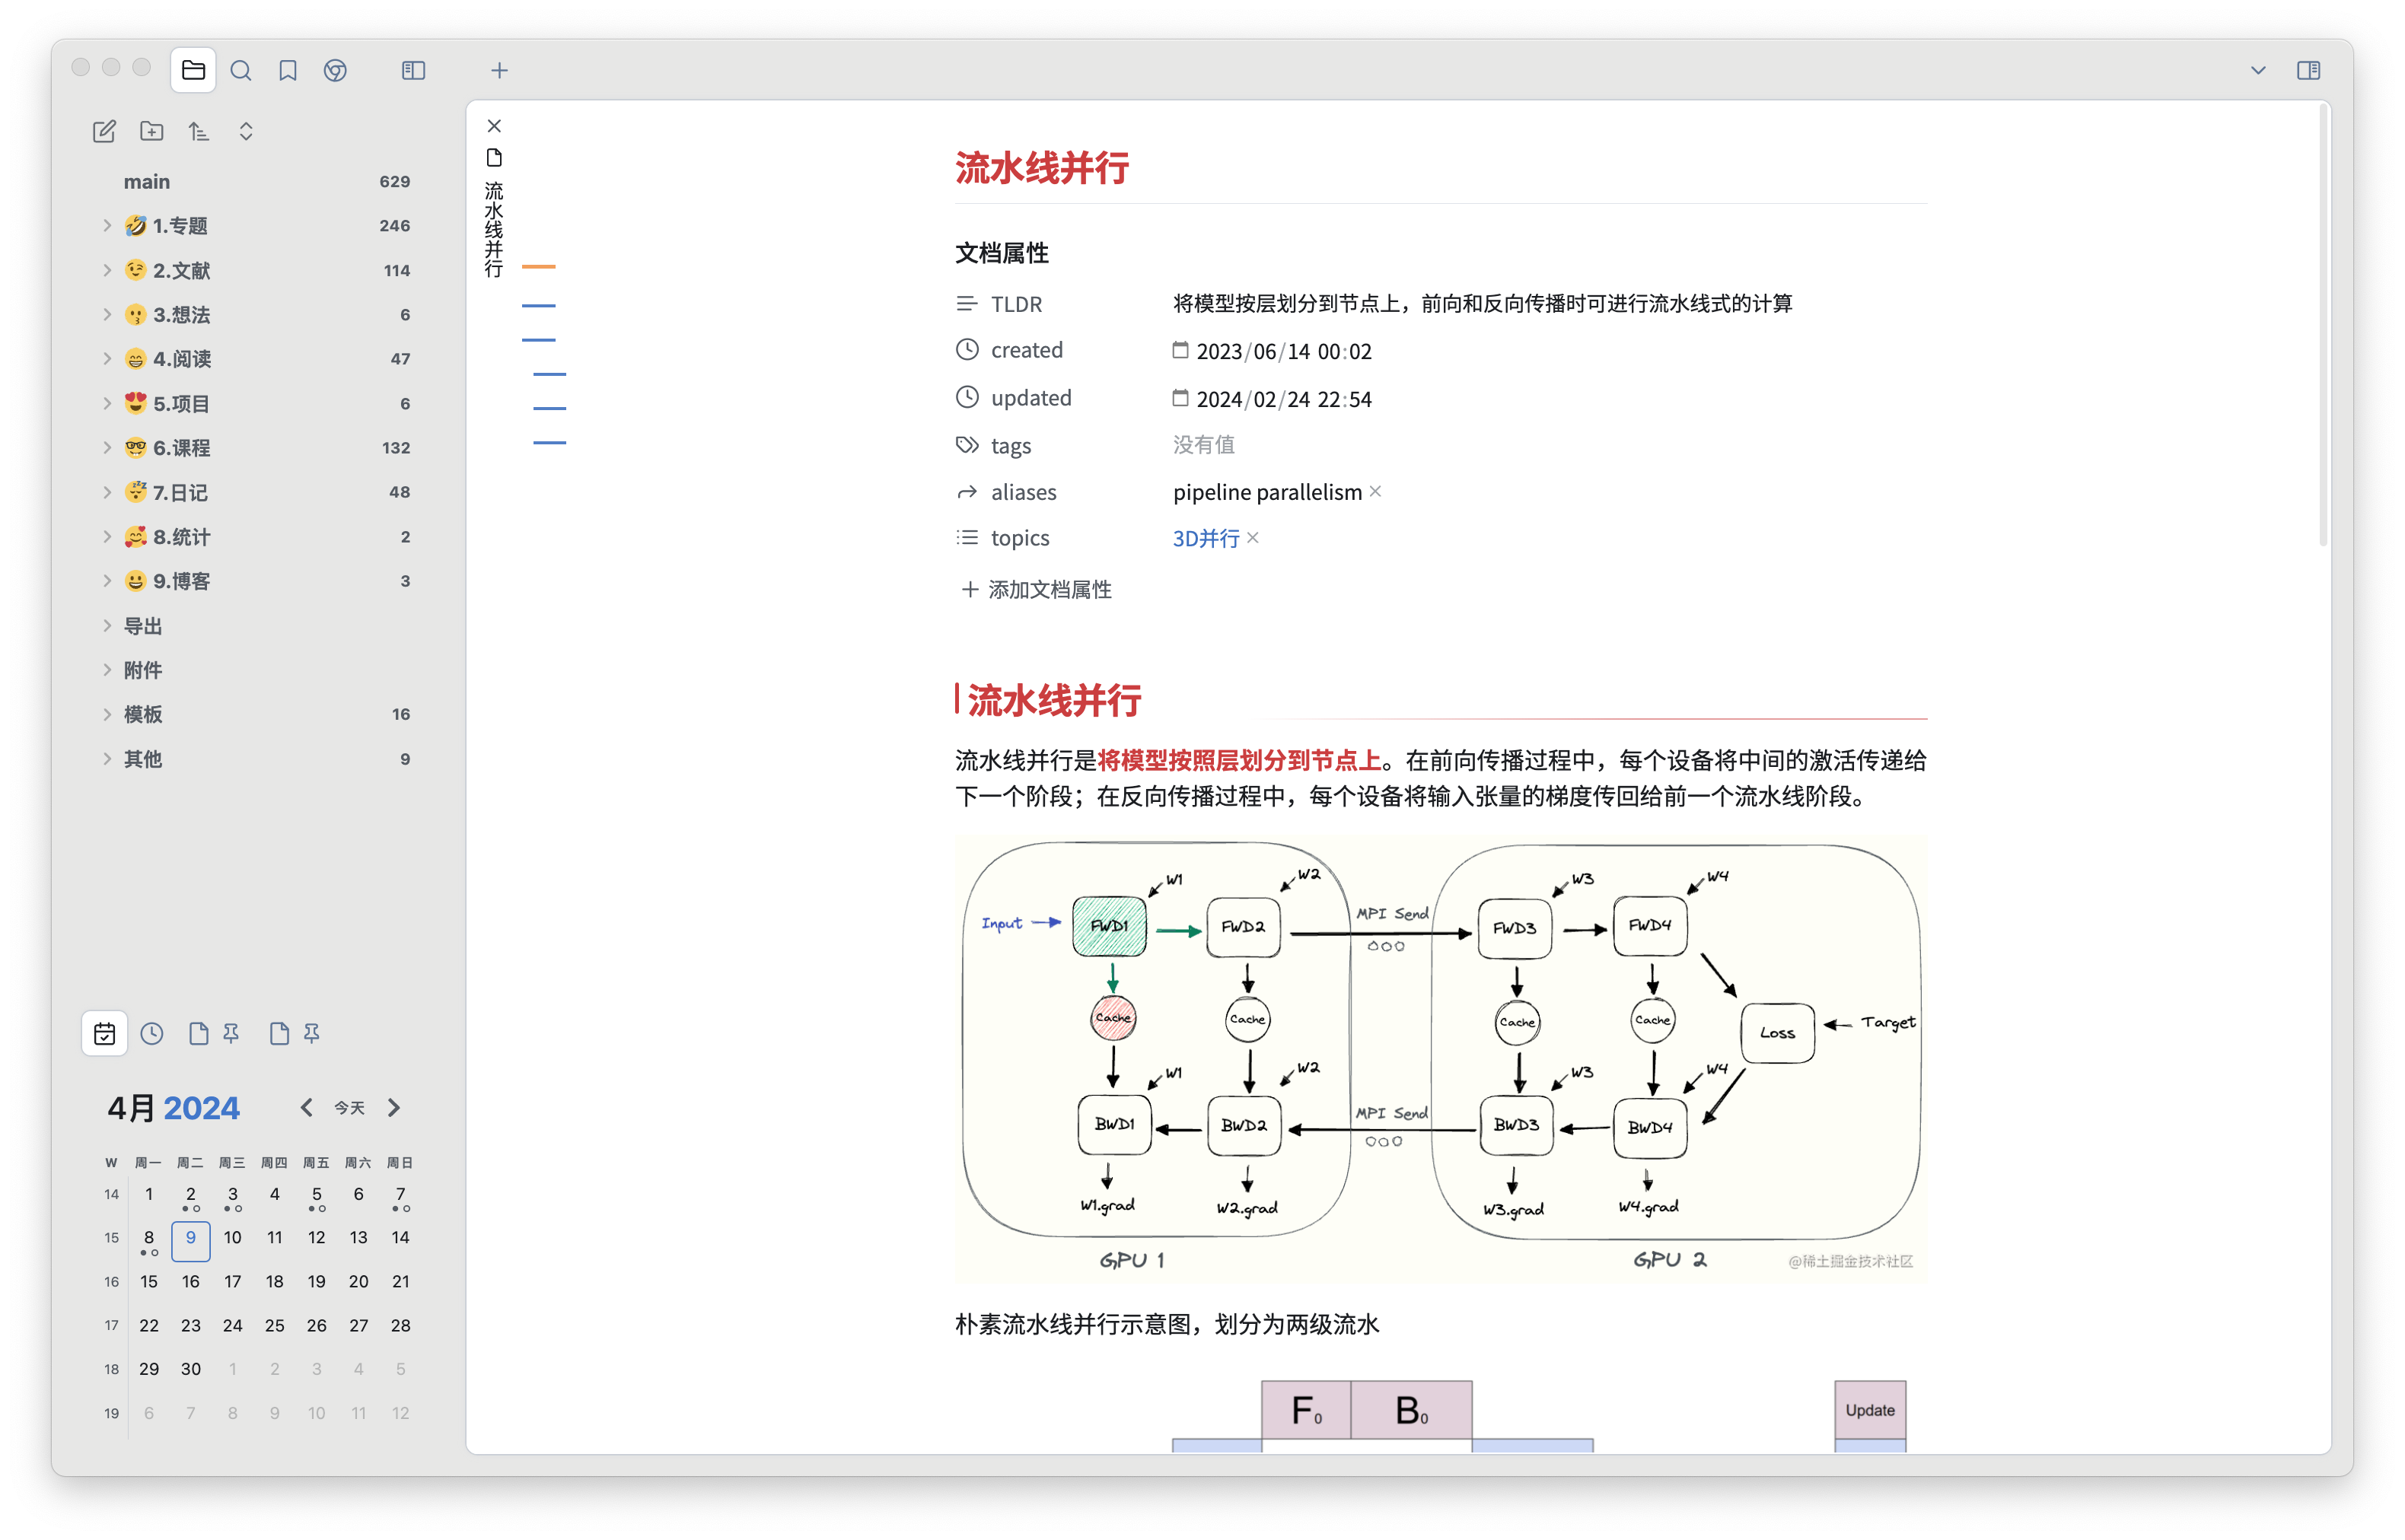 main 629
1.专题 246
2.文献 114
3.想法 6
4.阅读 47
5.项目 6
6.课程 132
7.日记 48
8.统计 2
9.博客 3
导出
附件
模板 16
其他 9
4月 2024 今天
W 周一 周二 周三 周四 周五 周六 周日
14 1 2 3 4 5 6 7
15 8 9 10 11 12 13 14
16 15 16 17 18 19 20 21
17 22 23 24 25 26 27 28
18 29 30 1 2 3 4 5
19 6 7 8 9 10 11 12
流水线并行
流水线并行
文档属性
TLDR 将模型按层划分到节点上，前向和反向传播时可进行流水线式的计算
created 2023/06/14 00:02
updated 2024/02/24 22:54
tags 没有值
aliases pipeline parallelism
topics 3D并行
添加文档属性
流水线并行
流水线并行是将模型按照层划分到节点上。在前向传播过程中，每个设备将中间的激活传递给
下一个阶段；在反向传播过程中，每个设备将输入张量的梯度传回给前一个流水线阶段。
W1 W2 W3 W4
Input FWD1 FWD2 MPI Send FWD3 FWD4
Cache Cache Cache Cache Loss Target
W1 W2 W3 W4
BWD1 BWD2 MPI Send BWD3 BWD4
W1.grad W2.grad W3.grad W4.grad
GPU 1 GPU 2
@稀土掘金技术社区
朴素流水线并行示意图，划分为两级流水
F0 B0 Update